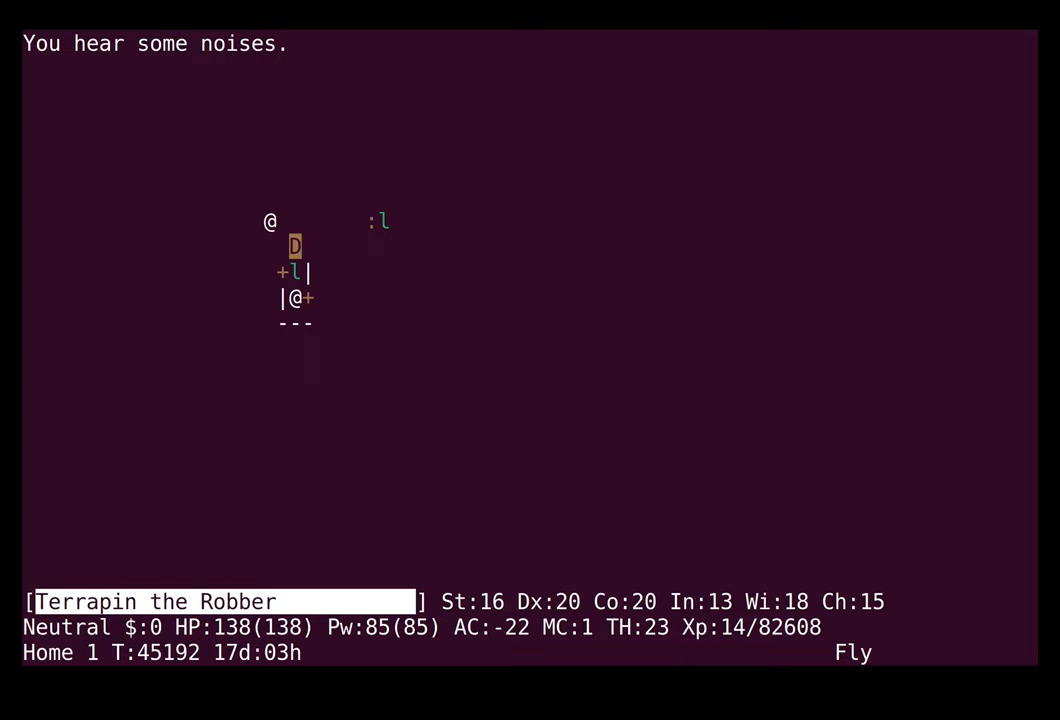 You hear some noises.
@ :l
D
+l|
|@+
---
[Terrapin the Robber ] St:16 Dx:20 Co:20 In:13 Wi:18 Ch:15
Neutral $:0 HP:138(138) Pw:85(85) AC:-22 MC:1 TH:23 Xp:14/82608
Home 1 T:45192 17d:03h Fly